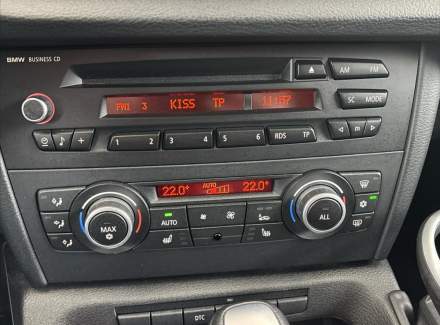 BMW BUSINESS CD
AM FM
FM1 3 KISS TP 11:57
SC MODE
1 2 3 4 5 6 RDS TP
m
22.0° AUTO 22.0°
MAX AUTO ALL
DTC